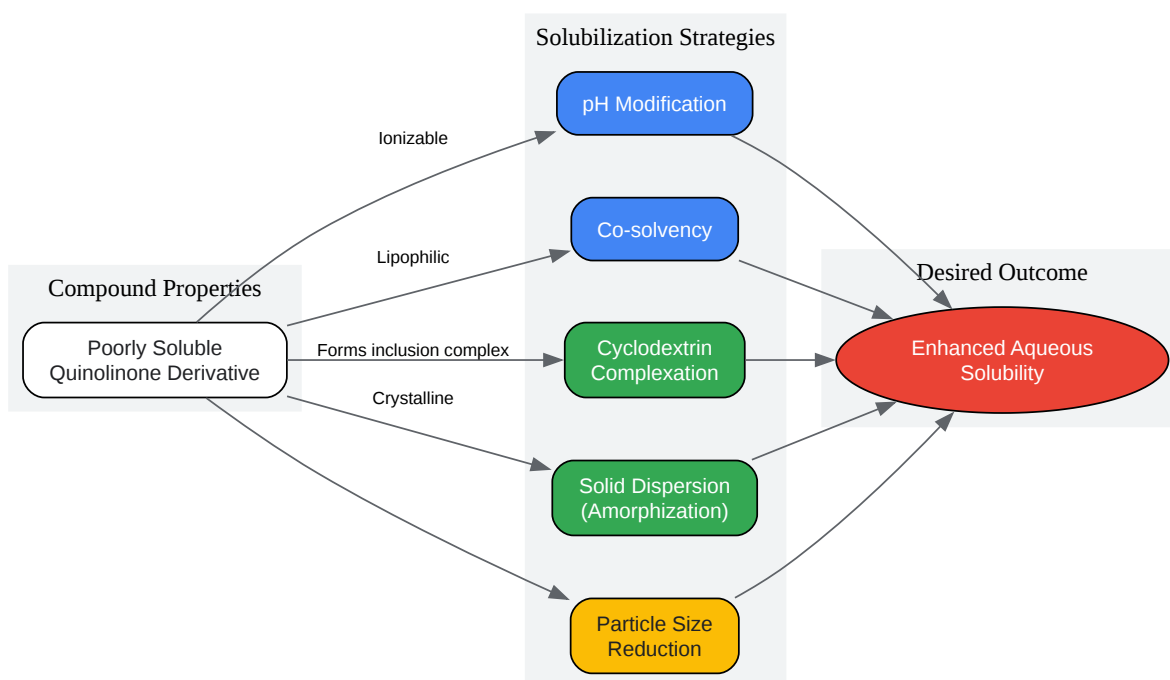 Solubilization Strategies
pH Modification
Ionizable
Co-solvency
Lipophilic
Compound Properties
Desired Outcome
Poorly Soluble
Quinolinone Derivative
Forms inclusion complex
Cyclodextrin
Complexation
Enhanced Aqueous
Solubility
Crystalline
Solid Dispersion
(Amorphization)
Particle Size
Reduction